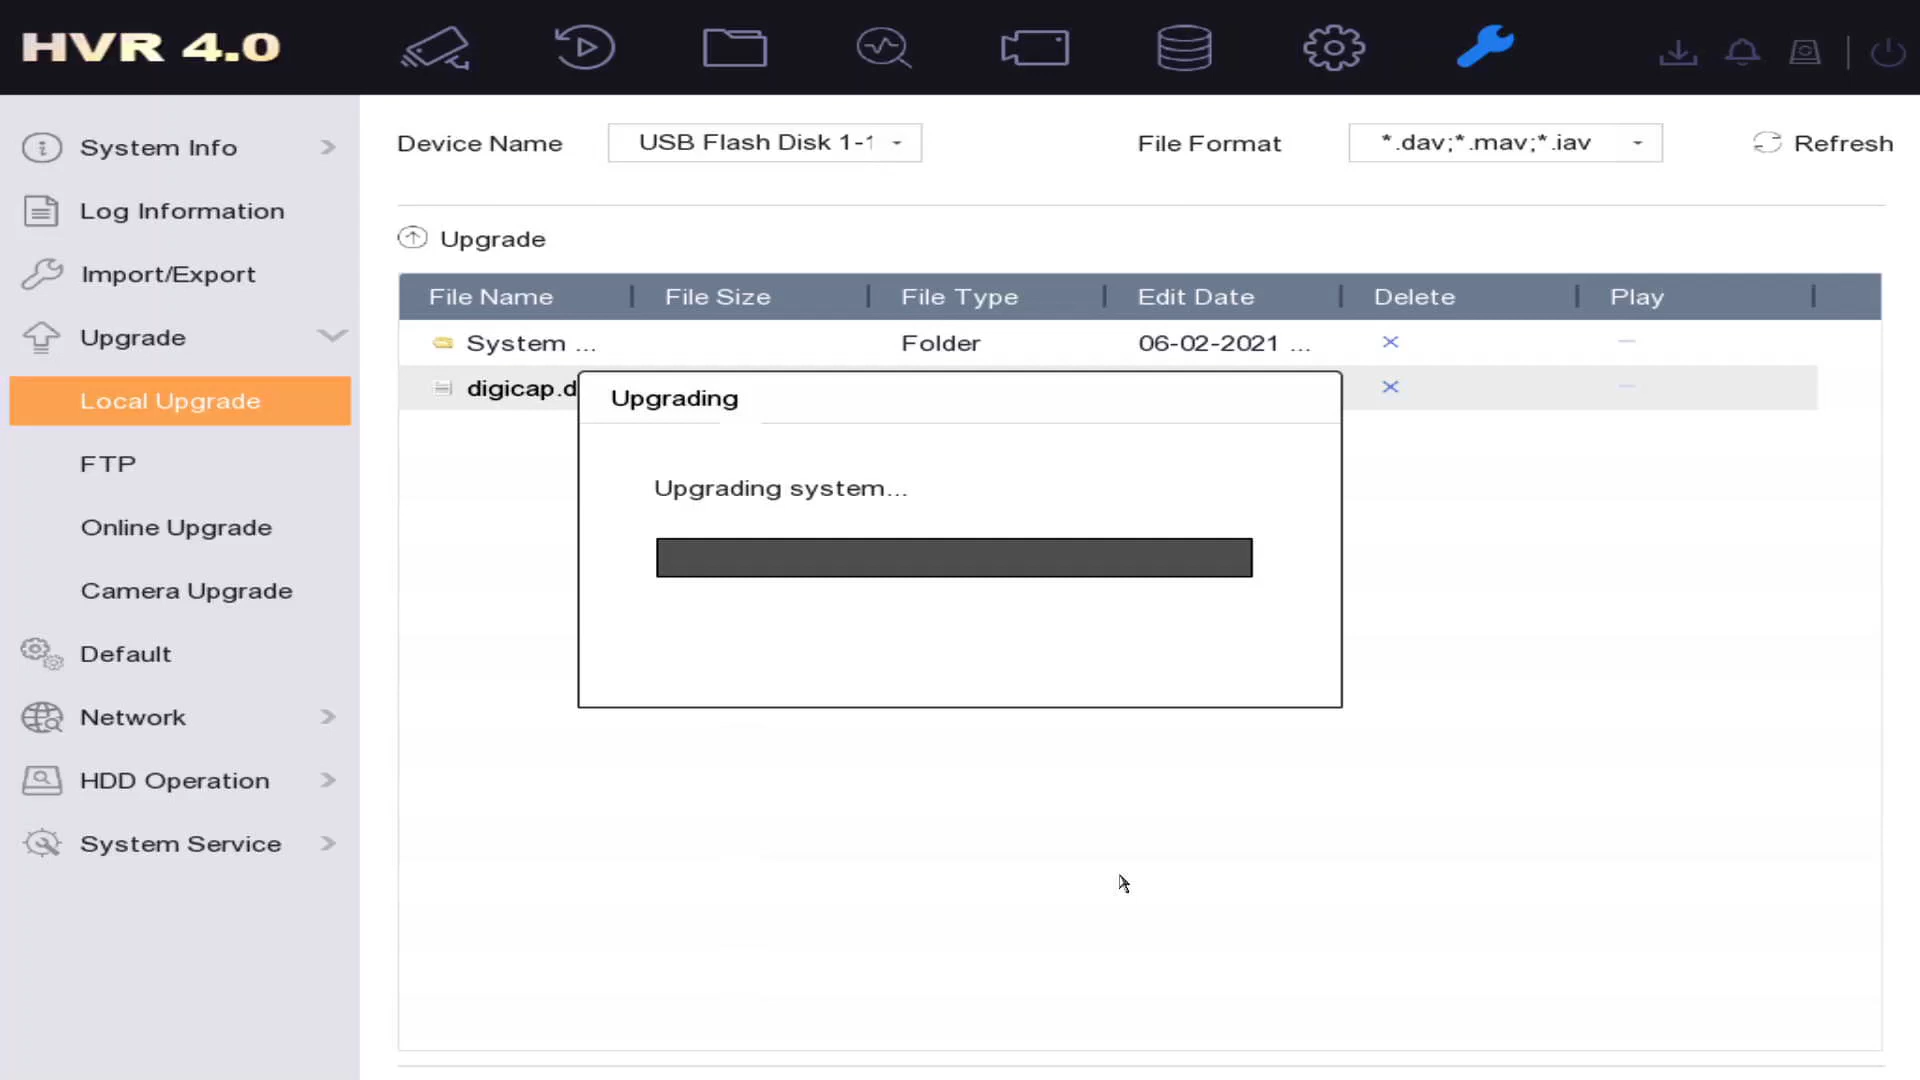 HVR 4.0
System Info
Log Information
Import/Export
Upgrade
Local Upgrade
FTP
Online Upgrade
Camera Upgrade
Default
Network
HDD Operation
System Service
Device Name USB Flash Disk 1-1 File Format *.dav;*.mav;*.iav Refresh
Upgrade
File Name File Size File Type Edit Date Delete Play
System ... Folder 06-02-2021 ...
digicap.d
Upgrading
Upgrading system...